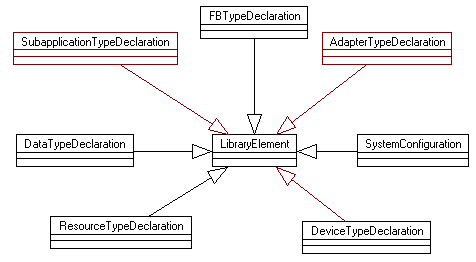 FBTypeDeclaration
SubapplicationTypeDeclaration
AdapterTypeDeclaration
DataTypeDeclaration
LibraryElement
SystemConfiguration
ResourceTypeDeclaration
DeviceTypeDeclaration